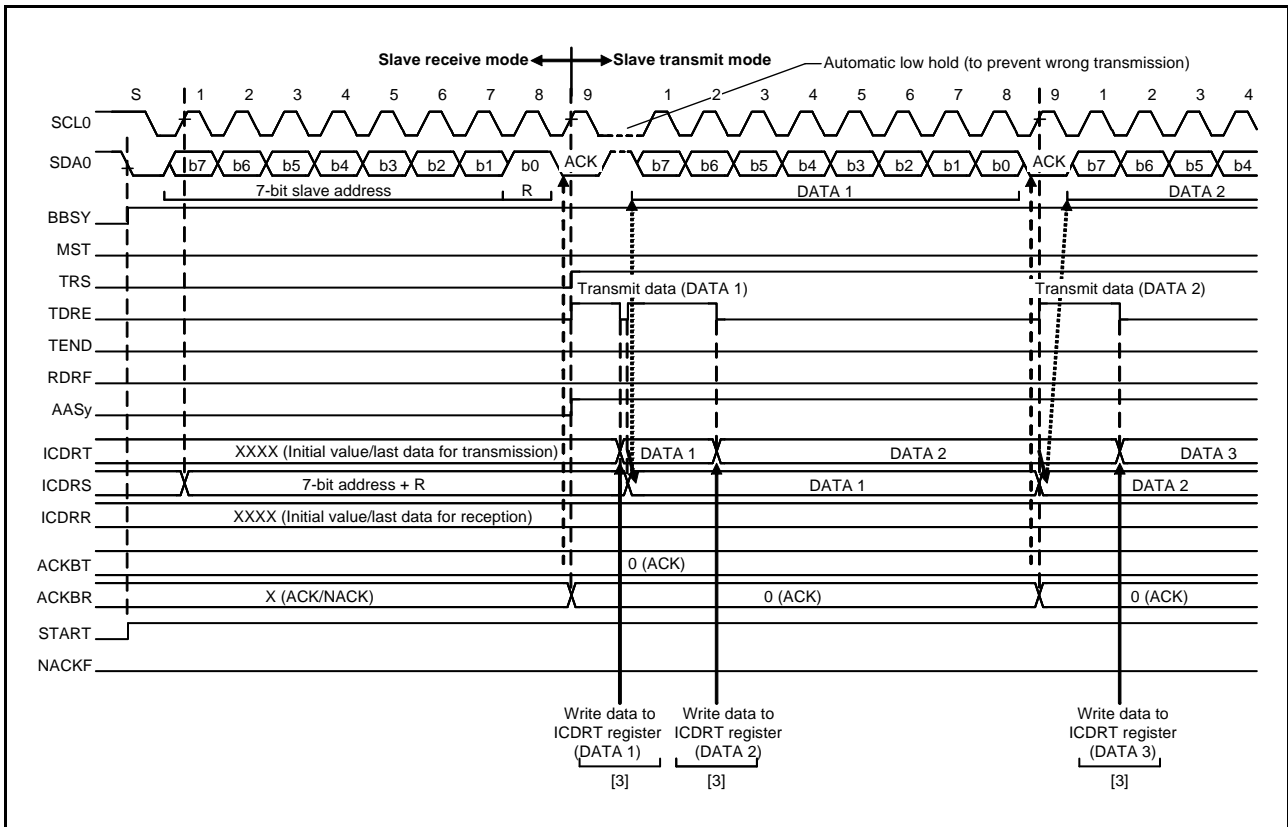 Slave receive mode Slave transmit mode
Automatic low hold (to prevent wrong transmission)
S 1 2 3 4 5 6 7 8 9 1 2 3 4 5 6 7 8 9 1 2 3 4
SCL0
SDA0 b7 b6 b5 b4 b3 b2 b1 b0 ACK b7 b6 b5 b4 b3 b2 b1 b0 ACK b7 b6 b5 b4
7-bit slave address R DATA 1 DATA 2
BBSY
MST
TRS
Transmit data (DATA 1) Transmit data (DATA 2)
TDRE
TEND
RDRF
AASy
ICDRT XXXX (Initial value/last data for transmission) DATA 1 DATA 2 DATA 3
ICDRS 7-bit address + R DATA 1 DATA 2
ICDRR XXXX (Initial value/last data for reception)
ACKBT 0 (ACK)
ACKBR X (ACK/NACK) 0 (ACK) 0 (ACK)
START
NACKF
Write data to Write data to Write data to
ICDRT register ICDRT register ICDRT register
(DATA 1) (DATA 2) (DATA 3)
[3] [3] [3]